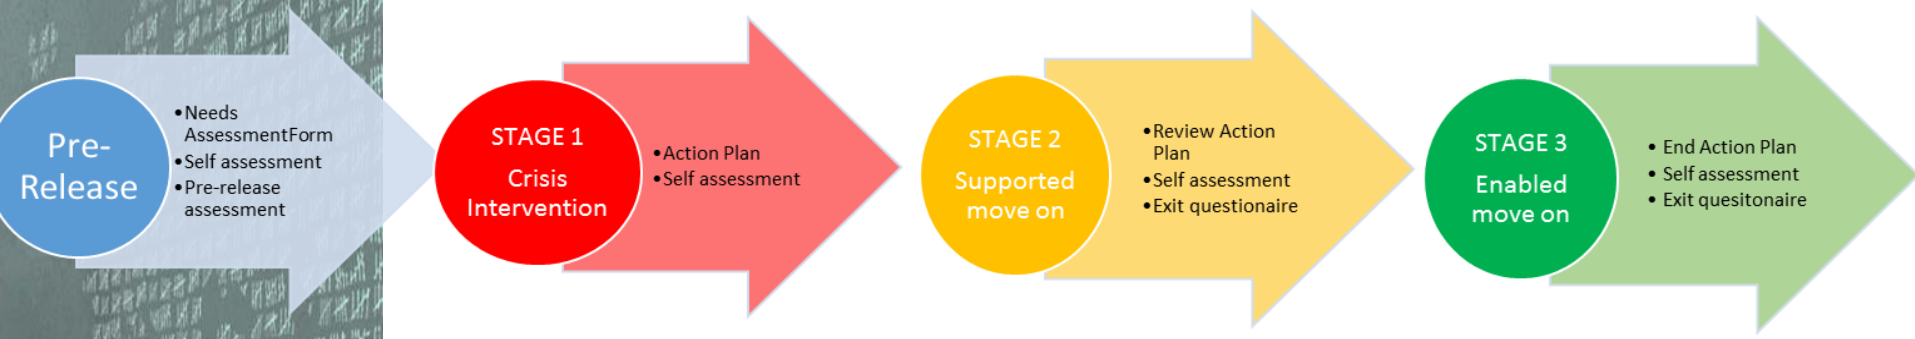 Pre-
Release
•Needs
AssessmentForm
•Self assessment
•Pre-release
assessment
STAGE 1
Crisis
Intervention
•Action Plan
•Self assessment
STAGE 2
Supported
move on
•Review Action
Plan
•Self assessment
•Exit questionaire
STAGE 3
Enabled
move on
• End Action Plan
• Self assessment
• Exit quesitonaire